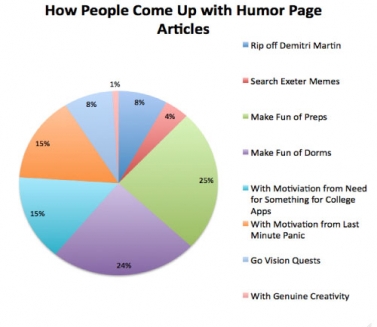 How People Come Up with Humor Page
Articles
Rip off Demitri Martin
Search Exeter Memes
Make Fun of Preps
Make Fun of Dorms
With Motiviation from Need
for Something for College
Apps
With Motivation from Last
Minute Panic
Go Vision Quests
With Genuine Creativity
1%
8%
8%
4%
15%
25%
15%
24%